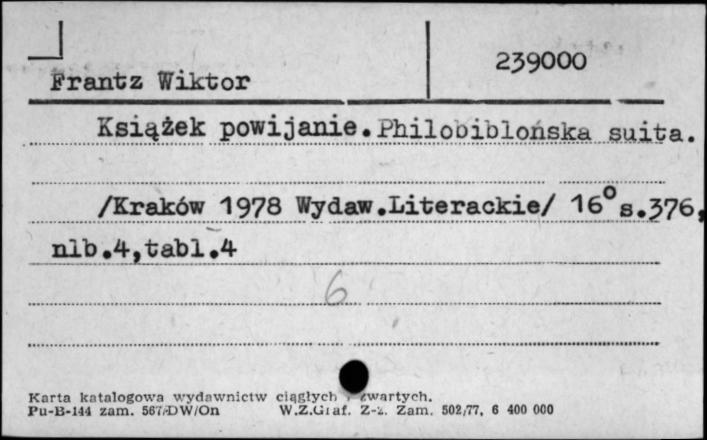 239000
Frantz Wiktor
Książek powijanie. Philobiblońska suita.
/Kraków 1978 Wydaw.Literackie/ 16° s.376,
nlb.4,tabl.4
6
Karta katalogowa wydawnictw ciągłych i zwartych.
Pu-B-144 zam. 567/DW/On W.Z.Graf. Z-z. Zam. 502/77, 6 400 000